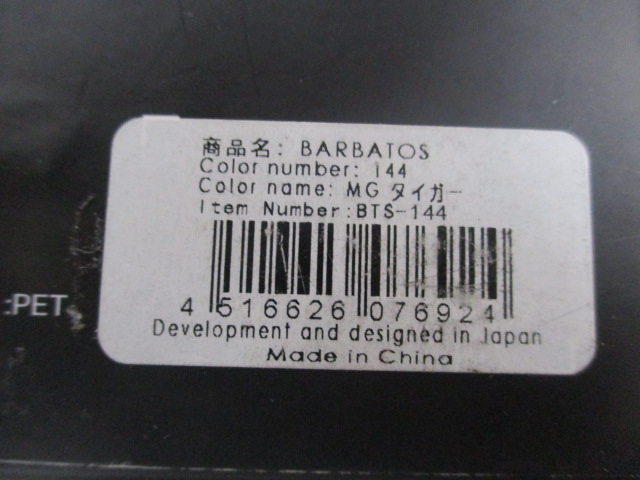 商品名: BARBATOS
Color number: 144
Color name: MG タイガー
Item Number:BTS-144
4 516626 076924
:PET
Development and designed in Japan
Made in China